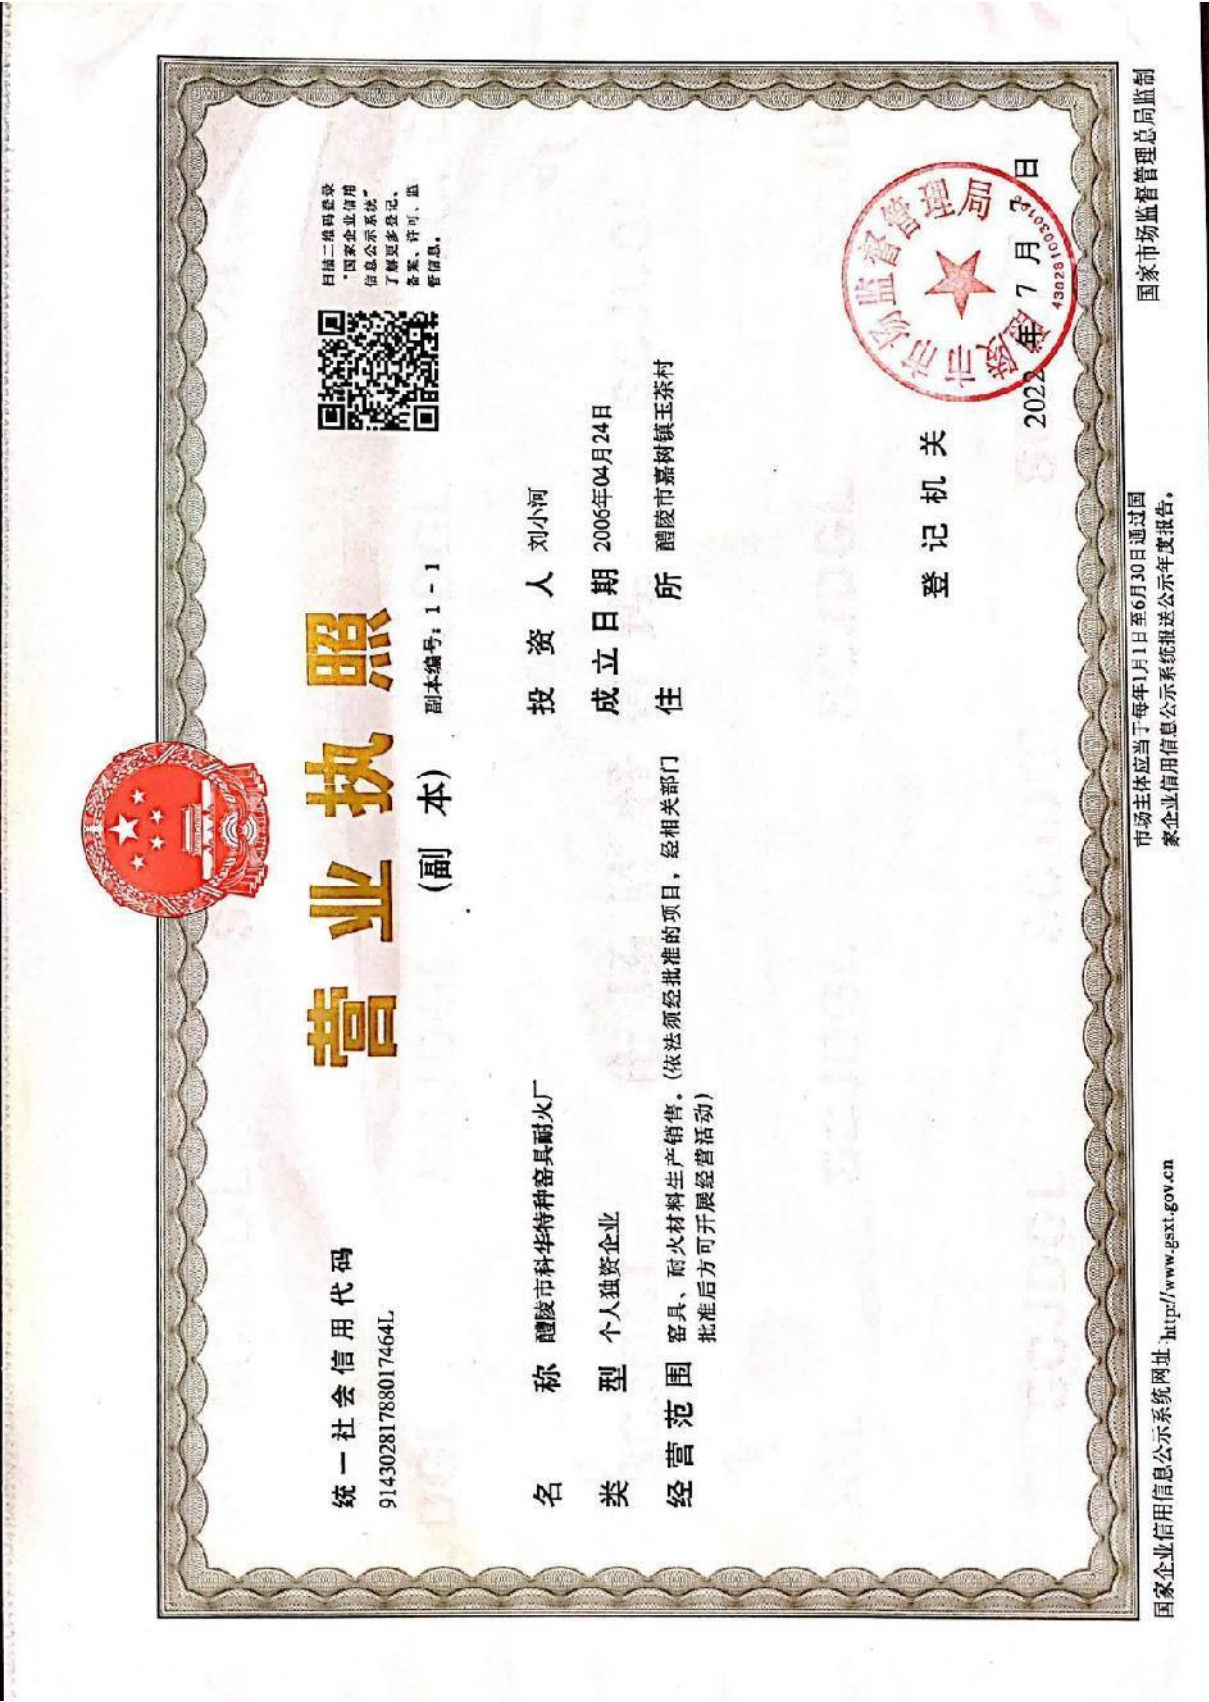 统一社会信用代码
91430281788017464L
营业执照
(副 本) 副本编号：1 - 1
扫描二维码登录
“国家企业信用
信息公示系统”
了解更多登记、
备案、许可、监
管信息。
名 称 醴陵市科华特种窑具耐火厂
类 型 个人独资企业
经营范围 窑具、耐火材料生产销售。(依法须经批准的项目，经相关部门
批准后方可开展经营活动)
投资人 刘小河
成立日期 2006年04月24日
住 所 醴陵市嘉树镇玉茶村
登记机关
醴陵市市场监督管理局
2022年 7 月 7 日
国家企业信用信息公示系统网址:http://www.gsxt.gov.cn
市场主体应当于每年1月1日至6月30日通过国
家企业信用信息公示系统报送公示年度报告。
国家市场监督管理总局监制